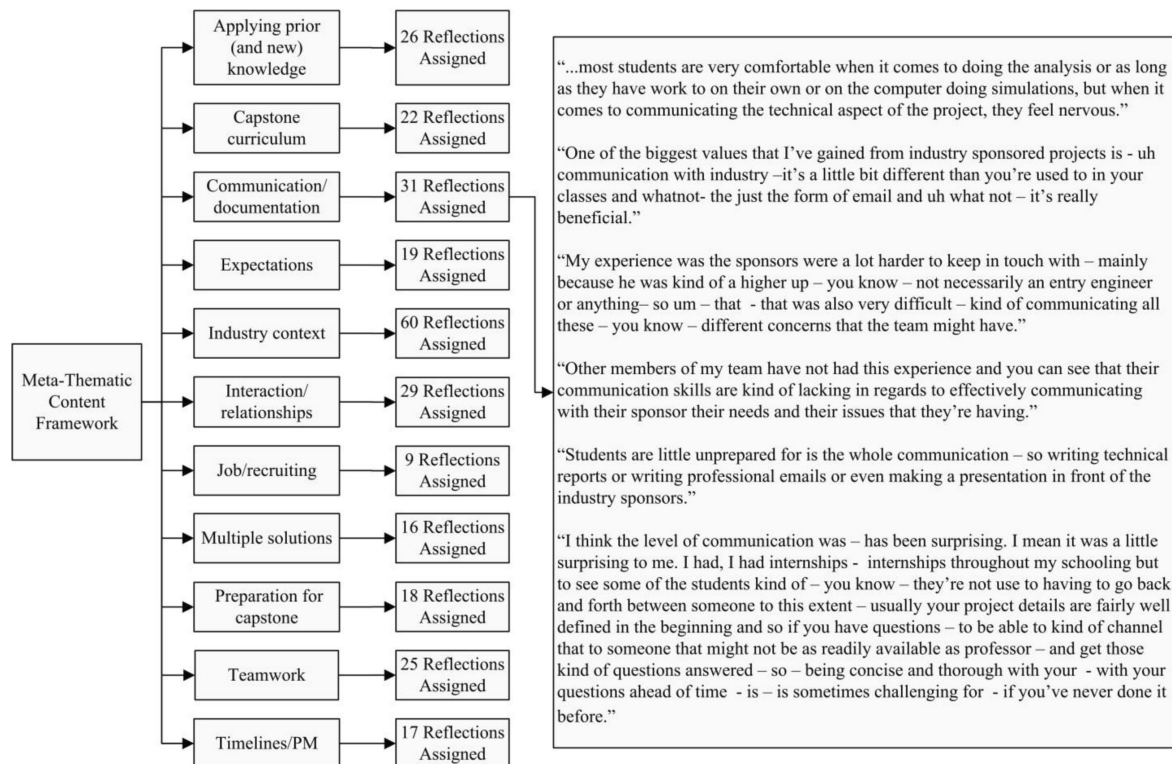 Meta-Thematic
Content
Framework
Applying prior
(and new)
knowledge
26 Reflections
Assigned
Capstone
curriculum
22 Reflections
Assigned
Communication/
documentation
31 Reflections
Assigned
Expectations
19 Reflections
Assigned
Industry context
60 Reflections
Assigned
Interaction/
relationships
29 Reflections
Assigned
Job/recruiting
9 Reflections
Assigned
Multiple solutions
16 Reflections
Assigned
Preparation for
capstone
18 Reflections
Assigned
Teamwork
25 Reflections
Assigned
Timelines/PM
17 Reflections
Assigned
“...most students are very comfortable when it comes to doing the analysis or as long
as they have work to on their own or on the computer doing simulations, but when it
comes to communicating the technical aspect of the project, they feel nervous.”
“One of the biggest values that I’ve gained from industry sponsored projects is - uh
communication with industry –it’s a little bit different than you’re used to in your
classes and whatnot- the just the form of email and uh what not – it’s really
beneficial.”
“My experience was the sponsors were a lot harder to keep in touch with – mainly
because he was kind of a higher up – you know – not necessarily an entry engineer
or anything– so um – that  - that was also very difficult – kind of communicating all
these – you know – different concerns that the team might have.”
“Other members of my team have not had this experience and you can see that their
communication skills are kind of lacking in regards to effectively communicating
with their sponsor their needs and their issues that they’re having.”
“Students are little unprepared for is the whole communication – so writing technical
reports or writing professional emails or even making a presentation in front of the
industry sponsors.”
“I think the level of communication was – has been surprising. I mean it was a little
surprising to me. I had, I had internships -  internships throughout my schooling but
to see some of the students kind of – you know – they’re not use to having to go back
and forth between someone to this extent – usually your project details are fairly well
defined in the beginning and so if you have questions – to be able to kind of channel
that to someone that might not be as readily available as professor – and get those
kind of questions answered – so – being concise and thorough with your  - with your
questions ahead of time  - is – is sometimes challenging for  - if you’ve never done it
before.”